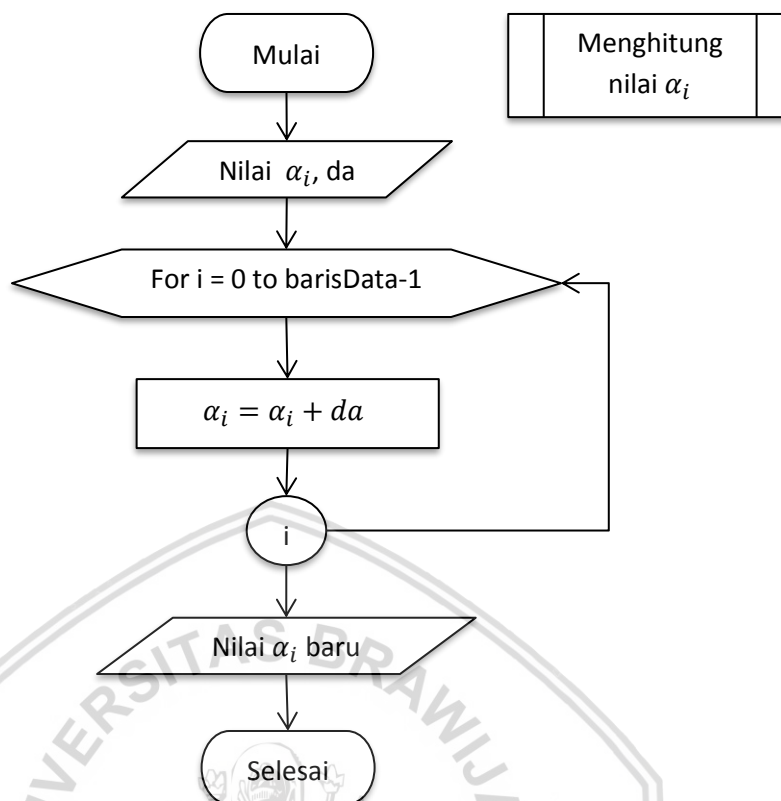 Mulai
Menghitung
nilai αᵢ
Nilai αᵢ, da
For i = 0 to barisData-1
αᵢ = αᵢ + da
i
Nilai αᵢ baru
Selesai